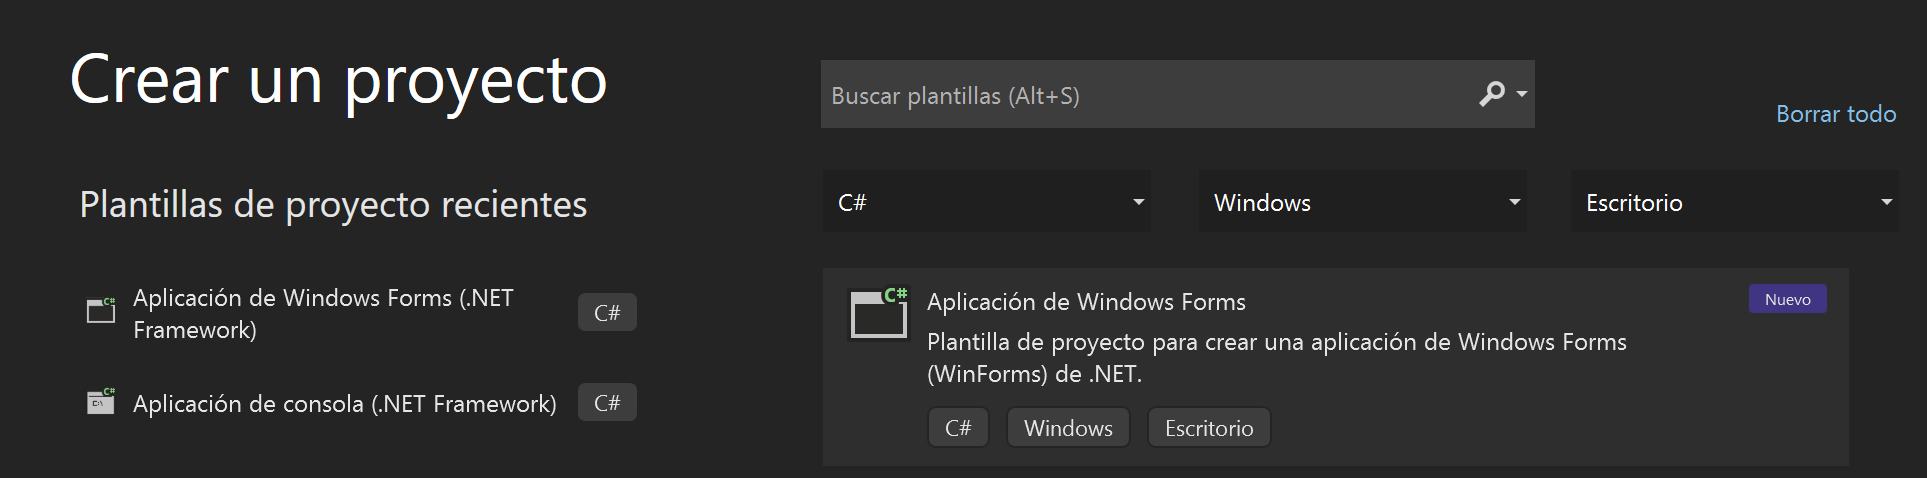 Crear un proyecto
Buscar plantillas (Alt+S)
Borrar todo
Plantillas de proyecto recientes
C#
Windows
Escritorio
Aplicación de Windows Forms (.NET
Framework)
C#
Aplicación de consola (.NET Framework)
C#
C#
Aplicación de Windows Forms
Nuevo
Plantilla de proyecto para crear una aplicación de Windows Forms
(WinForms) de .NET.
C#
Windows
Escritorio